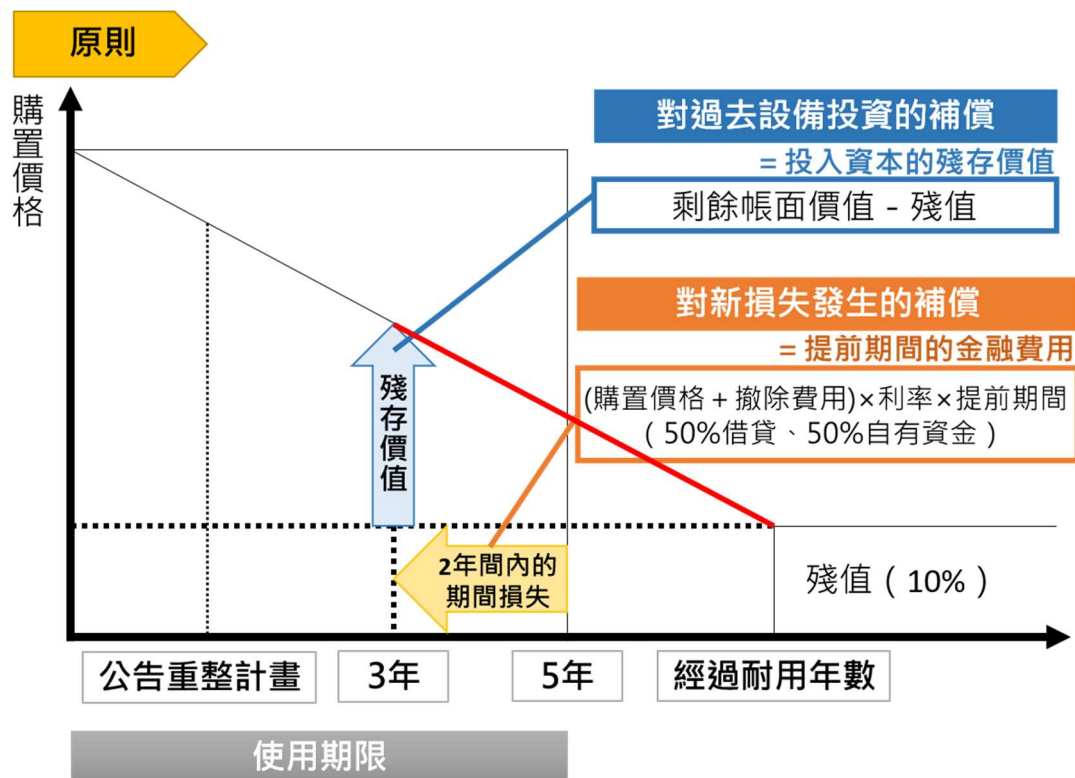 原則
購置價格
對過去設備投資的補償
= 投入資本的殘存價值
剩餘帳面價值 - 殘值
對新損失發生的補償
= 提前期間的金融費用
(購置價格 + 撤除費用)×利率×提前期間
( 50%借貸、50%自有資金 )
殘存價值
2年間內的
期間損失
殘值 ( 10% )
公告重整計畫
3年
5年
經過耐用年數
使用期限